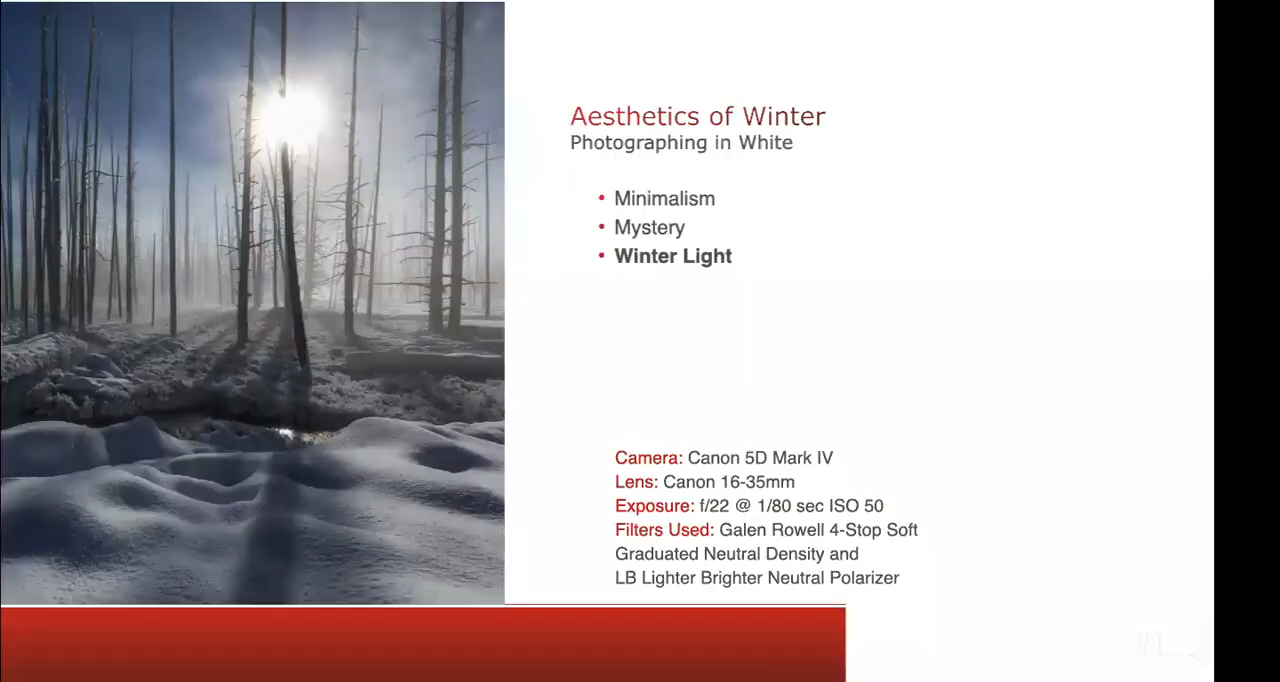 Aesthetics of Winter
Photographing in White
• Minimalism
• Mystery
• Winter Light
Camera: Canon 5D Mark IV
Lens: Canon 16-35mm
Exposure: f/22 @ 1/80 sec ISO 50
Filters Used: Galen Rowell 4-Stop Soft
Graduated Neutral Density and
LB Lighter Brighter Neutral Polarizer